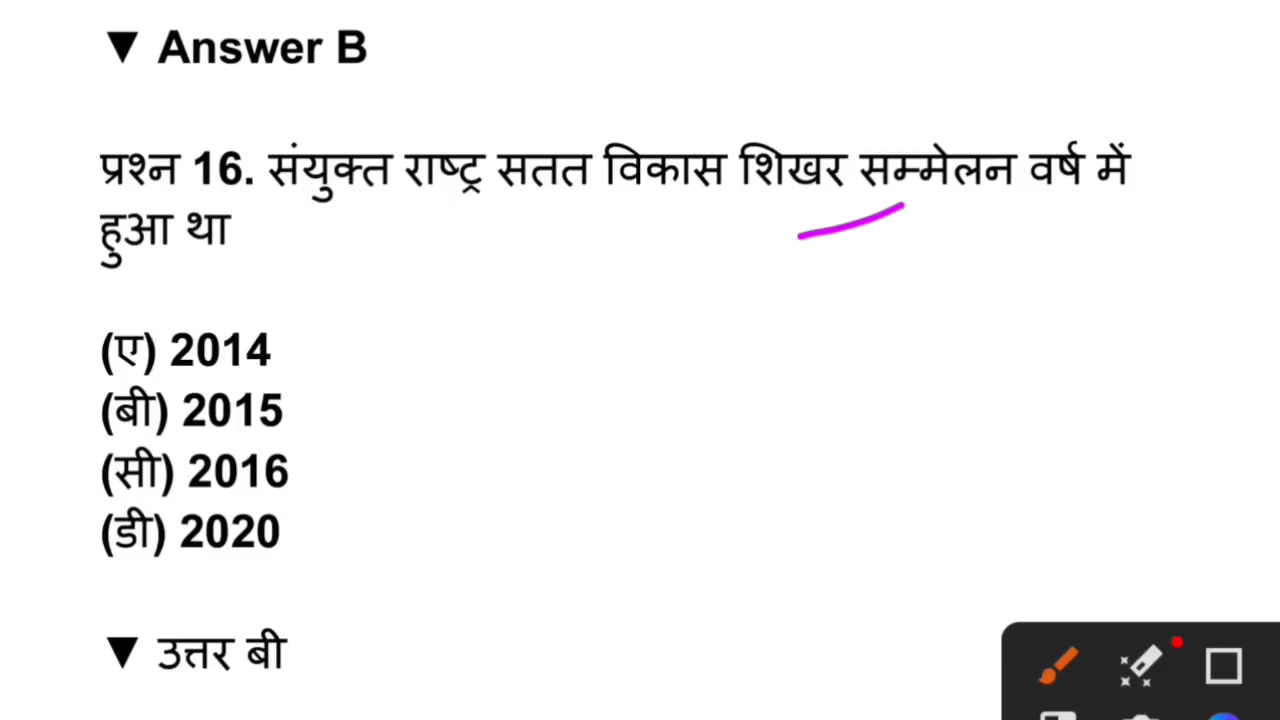 ▼ Answer B
प्रश्न 16. संयुक्त राष्ट्र सतत विकास शिखर सम्मेलन वर्ष में
हुआ था
(ए) 2014
(बी) 2015
(सी) 2016
(डी) 2020
▼ उत्तर बी